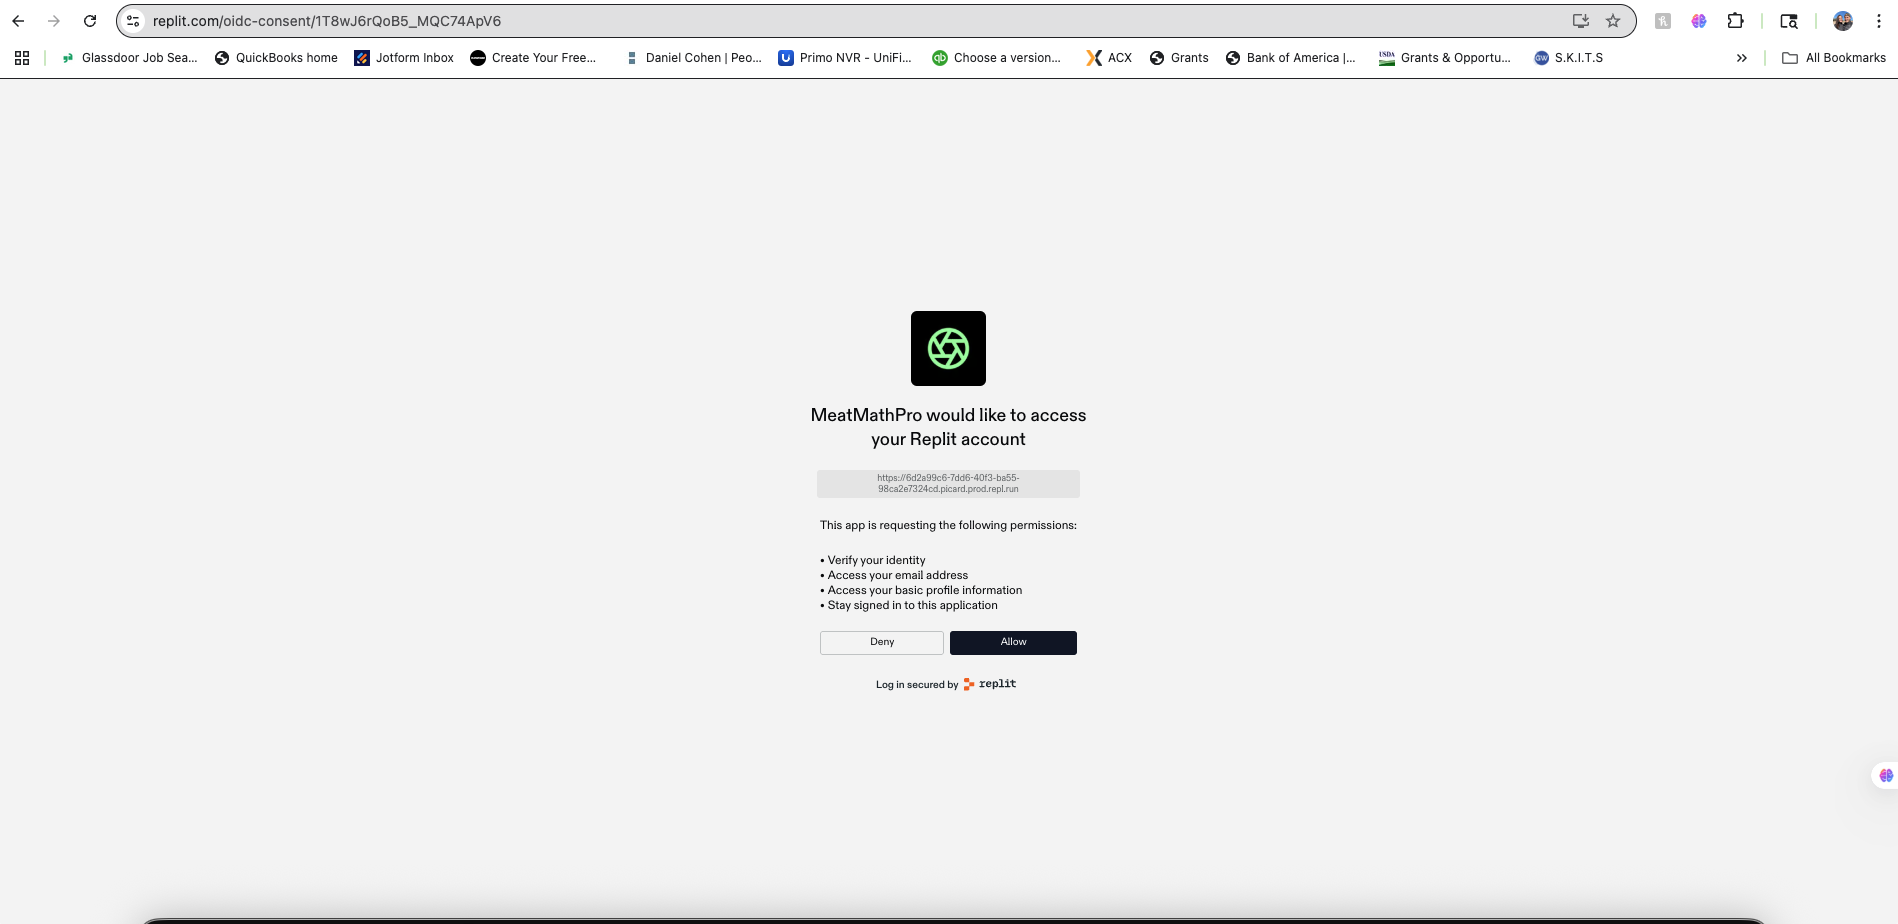 replit.com/oidc-consent/1T8wJ6rQoB5_MQC74ApV6
Glassdoor Job Sea... QuickBooks home Jotform Inbox Create Your Free... Daniel Cohen | Peo... Primo NVR - UniFi... Choose a version... ACX Grants Bank of America |... USDA Grants & Opportu... GW S.K.I.T.S » All Bookmarks
MeatMathPro would like to access
your Replit account
https://6d2a99c6-7dd6-40f3-ba55-
98ca2e7324cd.picard.prod.repl.run
This app is requesting the following permissions:
• Verify your identity
• Access your email address
• Access your basic profile information
• Stay signed in to this application
Deny Allow
Log in secured by replit